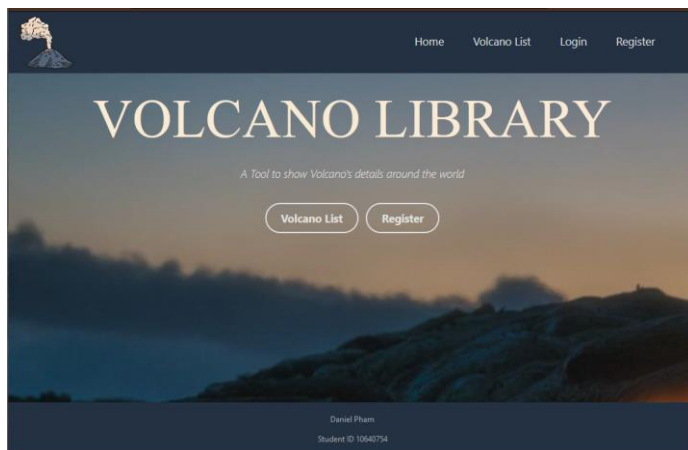 Home Volcano List Login Register
VOLCANO LIBRARY
A Tool to show Volcano's details around the world
Volcano List Register
Daniel Pham
Student ID 10640754